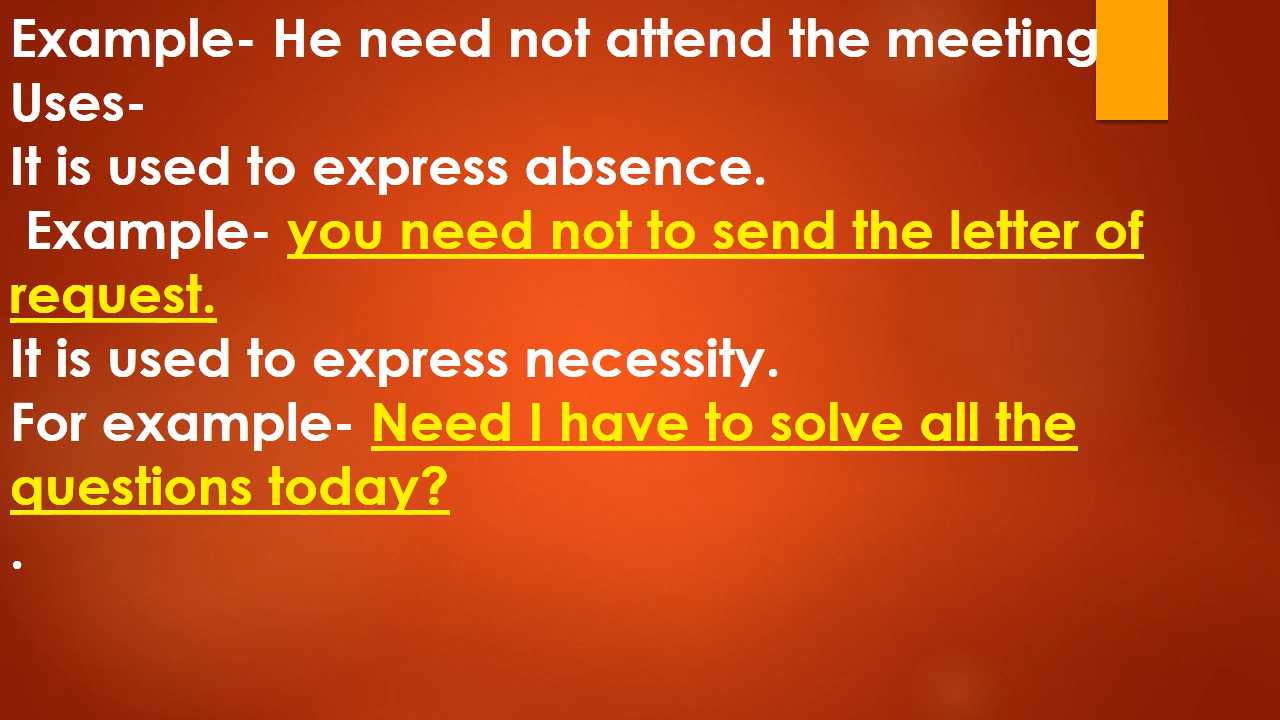 Example- He need not attend the meeting
Uses-
It is used to express absence.
Example- you need not to send the letter of
request.
It is used to express necessity.
For example- Need I have to solve all the
questions today?
.